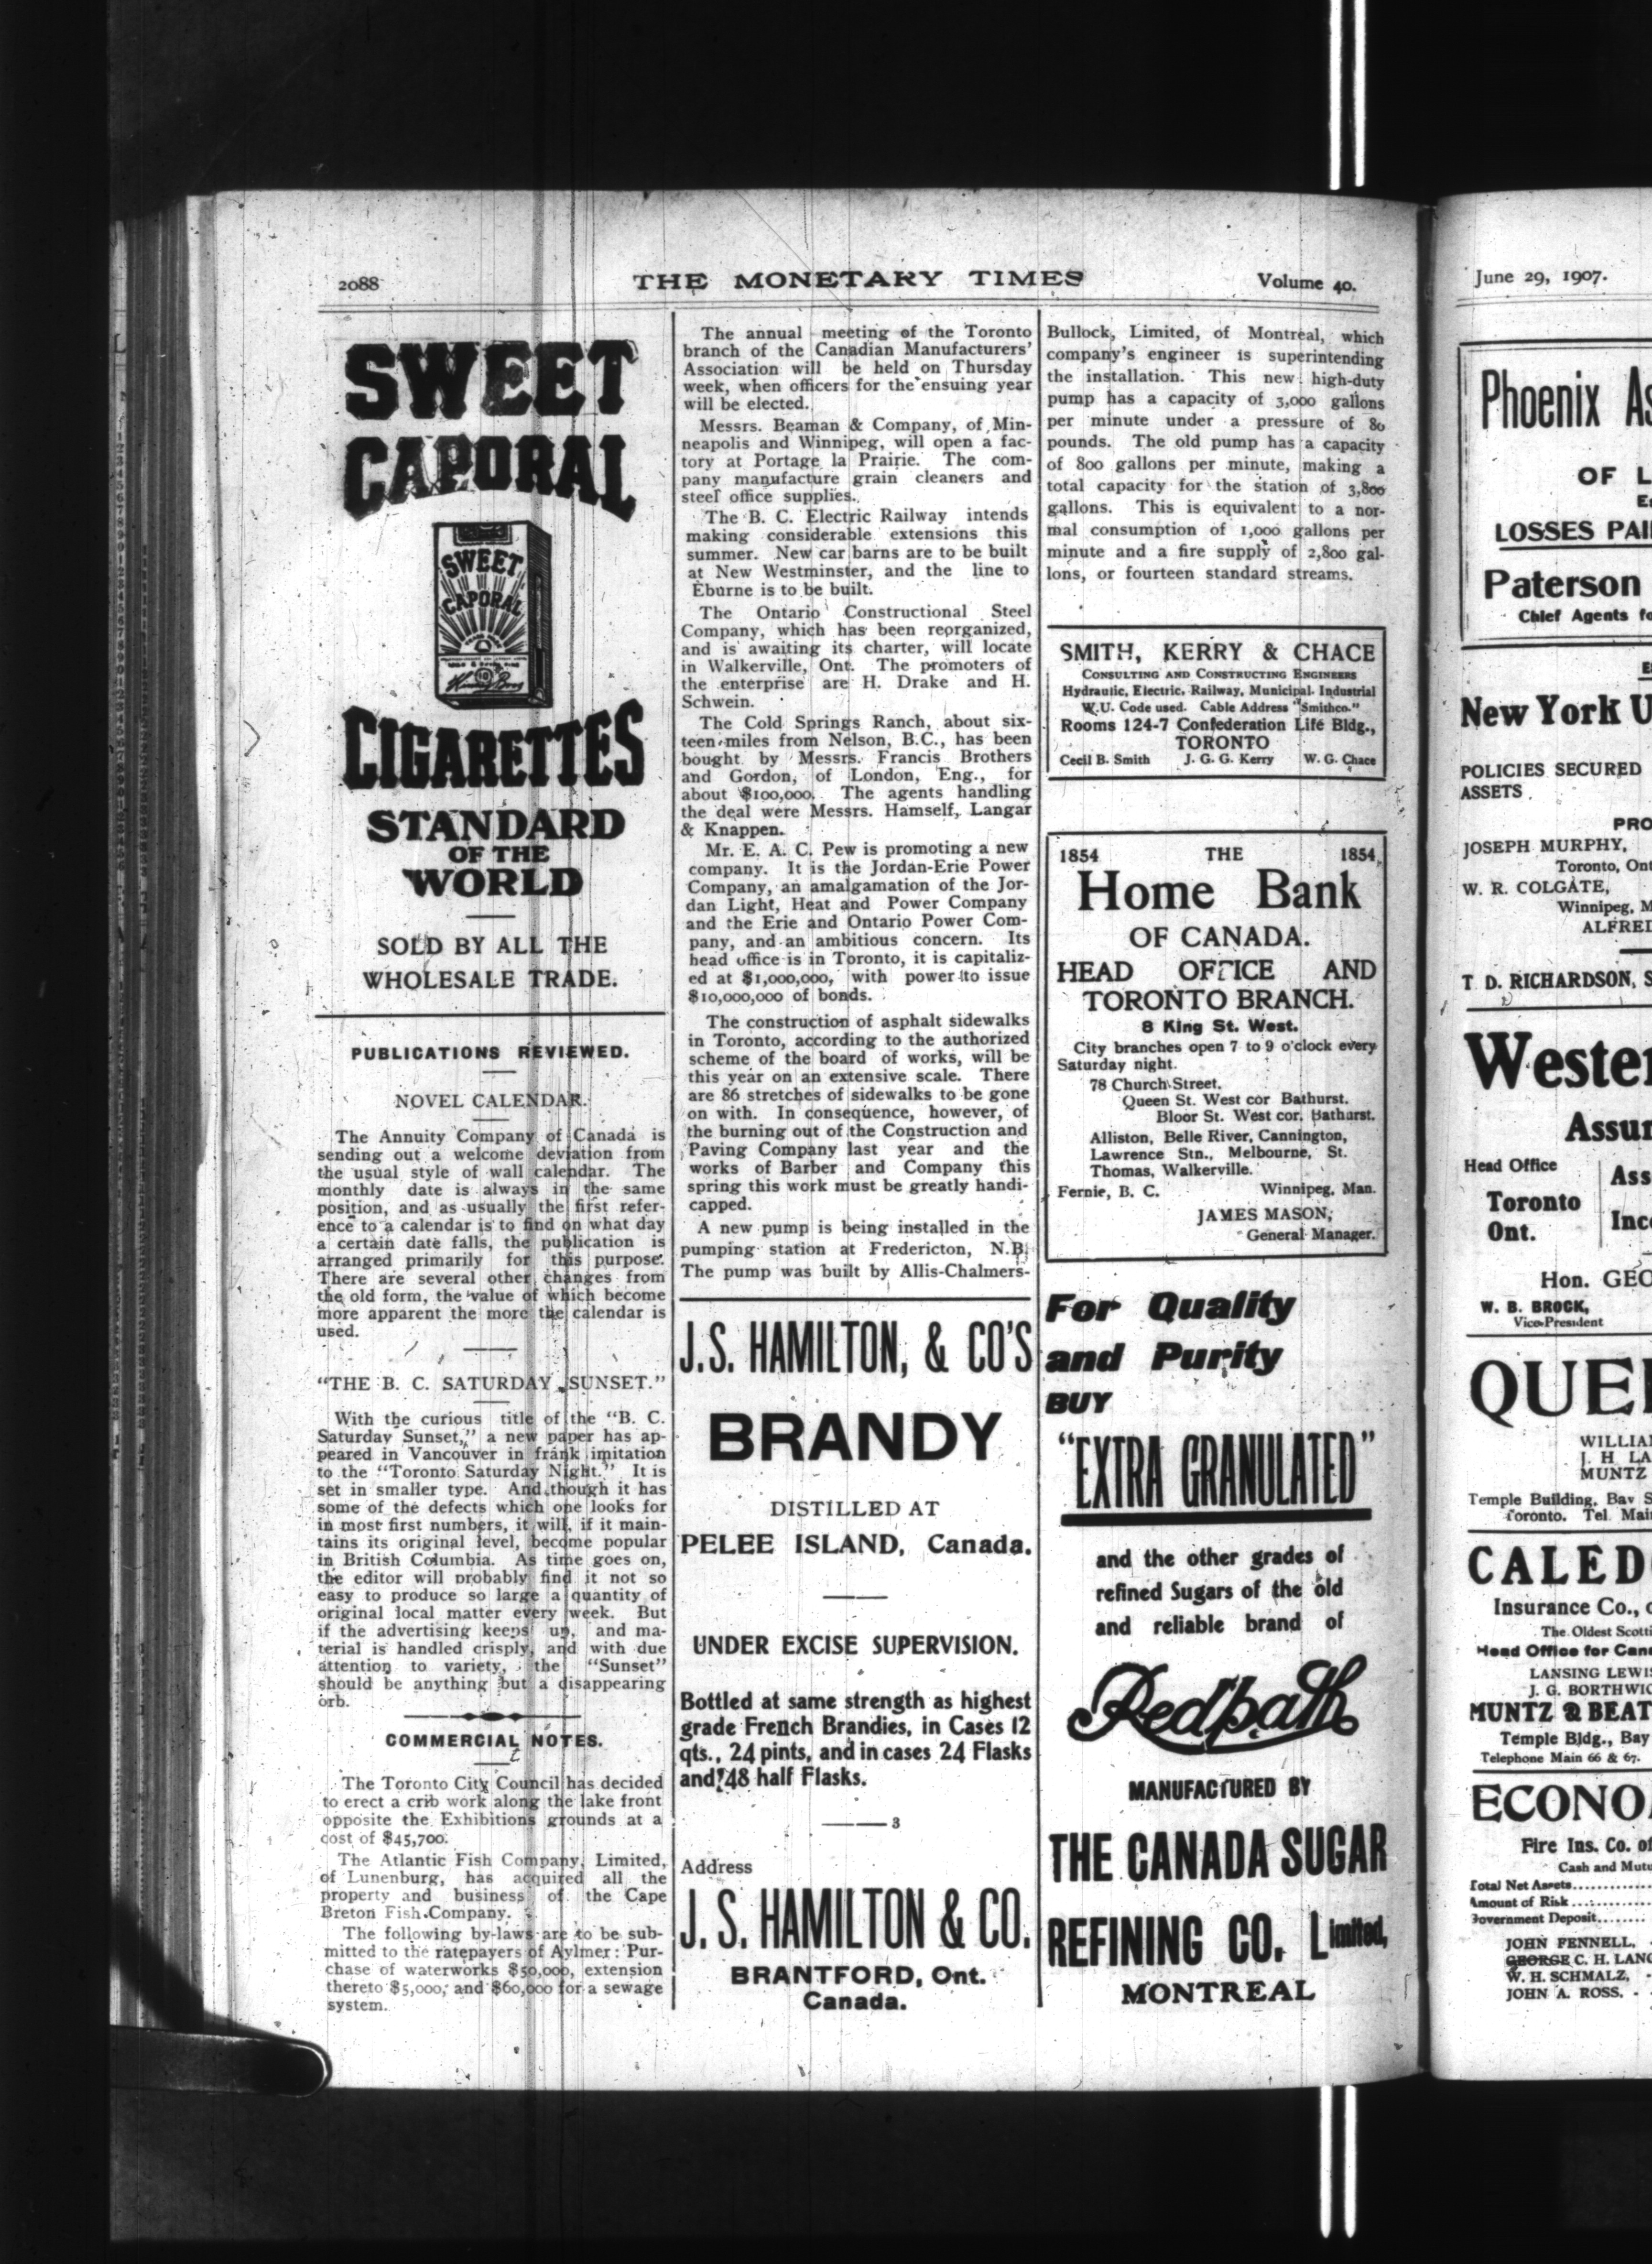 2088
THE MONETARY TIMES
Volume 40.
SWEET
CAPORAL
SWEET
CAPORAL
CIGARETTES
STANDARD
OF THE
WORLD
SOLD BY ALL THE
WHOLESALE TRADE.
PUBLICATIONS REVIEWED.
NOVEL CALENDAR.
The Annuity Company of Canada is
sending out a welcome deviation from
the usual style of wall calendar. The
monthly date is always in the same
position, and as usually the first refer-
ence to a calendar is to find on what day
a certain date falls, the publication is
arranged primarily for this purpose.
There are several other changes from
the old form, the value of which become
more apparent the more the calendar is
used.
"THE B. C. SATURDAY SUNSET."
With the curious title of the "B. C.
Saturday Sunset," a new paper has ap-
peared in Vancouver in frank imitation
to the "Toronto Saturday Night." It is
set in smaller type. And though it has
some of the defects which one looks for
in most first numbers, it will, if it main-
tains its original level, become popular
in British Columbia. As time goes on,
the editor will probably find it not so
easy to produce so large a quantity of
original local matter every week. But
if the advertising keeps up, and ma-
terial is handled crisply, and with due
attention to variety, the "Sunset"
should be anything but a disappearing
orb.
COMMERCIAL NOTES.
The Toronto City Council has decided
to erect a crib work along the lake front
opposite the Exhibitions grounds at a
cost of $45,700.
The Atlantic Fish Company, Limited,
of Lunenburg, has acquired all the
property and business of the Cape
Breton Fish Company.
The following by-laws are to be sub-
mitted to the ratepayers of Aylmer: Pur-
chase of waterworks $50,000, extension
thereto $5,000, and $60,000 for a sewage
system.
The annual meeting of the Toronto
branch of the Canadian Manufacturers'
Association will be held on Thursday
week, when officers for the ensuing year
will be elected.
Messrs. Beaman & Company, of Min-
neapolis and Winnipeg, will open a fac-
tory at Portage la Prairie. The com-
pany manufacture grain cleaners and
steel office supplies.
The B. C. Electric Railway intends
making considerable extensions this
summer. New car barns are to be built
at New Westminster, and the line to
Eburne is to be built.
The Ontario Constructional Steel
Company, which has been reorganized,
and is awaiting its charter, will locate
in Walkerville, Ont. The promoters of
the enterprise are H. Drake and H.
Schwein.
The Cold Springs Ranch, about six-
teen miles from Nelson, B.C., has been
bought by Messrs. Francis Brothers
and Gordon, of London, Eng., for
about $100,000. The agents handling
the deal were Messrs. Hamself, Langar
& Knappen.
Mr. E. A. C. Pew is promoting a new
company. It is the Jordan-Erie Power
Company, an amalgamation of the Jor-
dan Light, Heat and Power Company
and the Erie and Ontario Power Com-
pany, and an ambitious concern. Its
head office is in Toronto, it is capitaliz-
ed at $1,000,000, with power to issue
$10,000,000 of bonds.
The construction of asphalt sidewalks
in Toronto, according to the authorized
scheme of the board of works, will be
this year on an extensive scale. There
are 86 stretches of sidewalks to be gone
on with. In consequence, however, of
the burning out of the Construction and
Paving Company last year and the
works of Barber and Company this
spring this work must be greatly handi-
capped.
A new pump is being installed in the
pumping station at Fredericton, N.B.
The pump was built by Allis-Chalmers-
J.S. HAMILTON, & CO'S
BRANDY
DISTILLED AT
PELEE ISLAND, Canada.
UNDER EXCISE SUPERVISION.
Bottled at same strength as highest
grade French Brandies, in Cases 12
qts., 24 pints, and in cases 24 Flasks
and 48 half Flasks.
3
Address
J. S. HAMILTON & CO.
BRANTFORD, Ont.
Canada.
Bullock, Limited, of Montreal, which
company's engineer is superintending
the installation. This new high-duty
pump has a capacity of 3,000 gallons
per minute under a pressure of 80
pounds. The old pump has a capacity
of 800 gallons per minute, making a
total capacity for the station of 3,800
gallons. This is equivalent to a nor-
mal consumption of 1,000 gallons per
minute and a fire supply of 2,800 gal-
lons, or fourteen standard streams.
SMITH, KERRY & CHACE
CONSULTING AND CONSTRUCTING ENGINEERS
Hydraulic, Electric, Railway, Municipal, Industrial
W.U. Code used. Cable Address "Smithco."
Rooms 124-7 Confederation Life Bldg.,
TORONTO
Cecil B. Smith J. G. G. Kerry W. G. Chace
1854 THE 1854
Home Bank
OF CANADA.
HEAD OFFICE AND
TORONTO BRANCH.
8 King St. West.
City branches open 7 to 9 o'clock every
Saturday night.
78 Church Street.
Queen St. West cor Bathurst.
Bloor St. West cor. Bathurst.
Alliston, Belle River, Cannington,
Lawrence Stn., Melbourne, St.
Thomas, Walkerville.
Fernie, B. C. Winnipeg, Man.
JAMES MASON,
General Manager.
For Quality
and Purity
BUY
"EXTRA GRANULATED"
and the other grades of
refined Sugars of the old
and reliable brand of
Redpath
MANUFACTURED BY
THE CANADA SUGAR
REFINING CO. Limited,
MONTREAL
June 29, 1907.
Phoenix As
OF L
LOSSES PAI
Paterson
Chief Agents fo
New York U
POLICIES SECURED
ASSETS
PRO
JOSEPH MURPHY,
Toronto, Ont
W. R. COLGATE,
Winnipeg, M
ALFRED
T. D. RICHARDSON, S
Wester
Assur
Head Office
Toronto
Ont.
Ass
Inco
Hon. GEO
W. B. BROCK,
Vice-President
QUEE
WILLIAM
J. H LA
MUNTZ
Temple Building, Bay S
Toronto. Tel. Mai
CALED
Insurance Co., o
The Oldest Scotti
Head Office for Cana
LANSING LEWIS
J. G. BORTHWIC
MUNTZ & BEAT
Temple Bldg., Bay
Telephone Main 66 & 67.
ECONO
Fire Ins. Co. of
Cash and Mutu
Total Net Assets
Amount of Risk
Government Deposit
JOHN FENNELL,
GEORGE C. H. LANG
W. H. SCHMALZ,
JOHN A. ROSS,